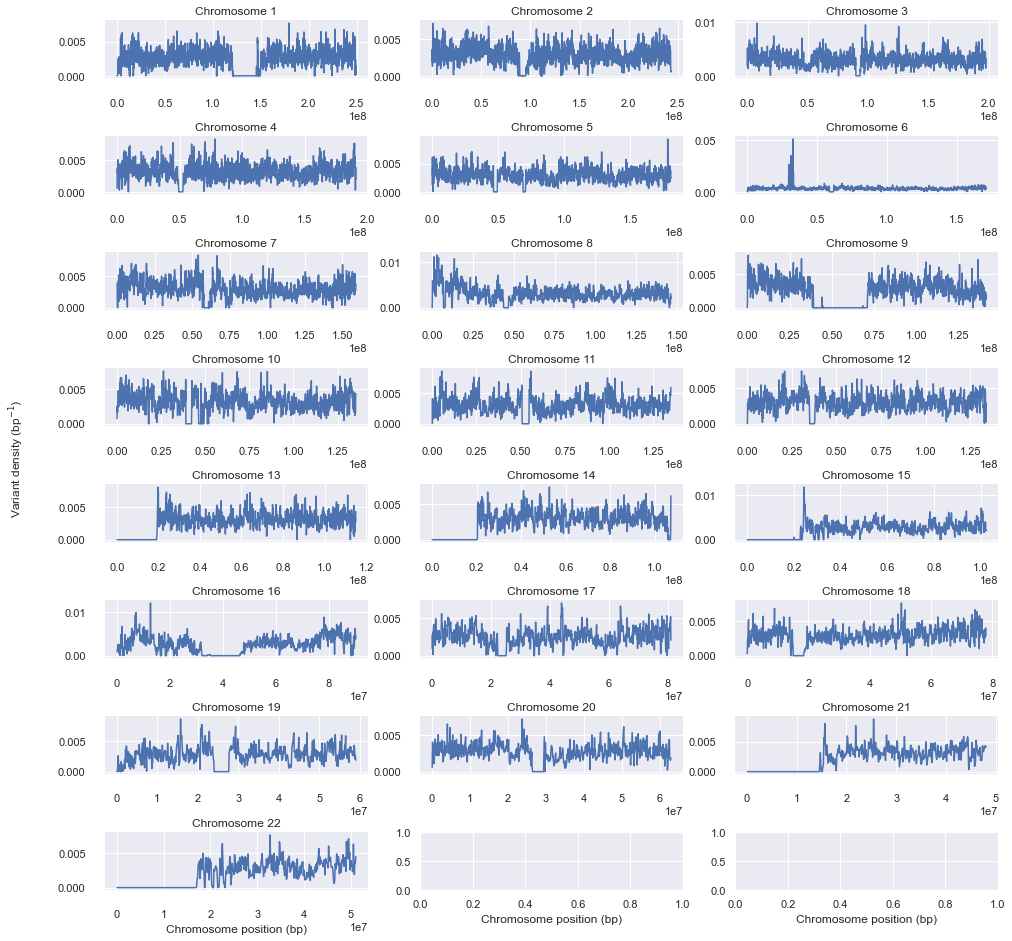 Chromosome 1 Chromosome 2 Chromosome 3
0.005 0.000 0.005 0.000 0.01 0.00
0.0 0.5 1.0 1.5 2.0 2.5 0.0 0.5 1.0 1.5 2.0 2.5 0.0 0.5 1.0 1.5 2.0
1e8 1e8 1e8
Chromosome 4 Chromosome 5 Chromosome 6
0.005 0.000 0.005 0.000 0.05 0.00
0.0 0.5 1.0 1.5 2.0 0.0 0.5 1.0 1.5 0.0 0.5 1.0 1.5
1e8 1e8 1e8
Chromosome 7 Chromosome 8 Chromosome 9
0.005 0.000 0.01 0.00 0.005 0.000
0.00 0.25 0.50 0.75 1.00 1.25 1.50 0.00 0.25 0.50 0.75 1.00 1.25 1.50 0.00 0.25 0.50 0.75 1.00 1.25
1e8 1e8 1e8
Chromosome 10 Chromosome 11 Chromosome 12
0.005 0.000 0.005 0.000 0.005 0.000
0.00 0.25 0.50 0.75 1.00 1.25 0.00 0.25 0.50 0.75 1.00 1.25 0.00 0.25 0.50 0.75 1.00 1.25
1e8 1e8 1e8
Variant density (bp⁻¹)
Chromosome 13 Chromosome 14 Chromosome 15
0.005 0.000 0.005 0.000 0.01 0.00
0.0 0.2 0.4 0.6 0.8 1.0 1.2 0.0 0.2 0.4 0.6 0.8 1.0 0.0 0.2 0.4 0.6 0.8 1.0
1e8 1e8 1e8
Chromosome 16 Chromosome 17 Chromosome 18
0.01 0.00 0.005 0.000 0.005 0.000
0 2 4 6 8 0 2 4 6 8 0 2 4 6 8
1e7 1e7 1e7
Chromosome 19 Chromosome 20 Chromosome 21
0.005 0.000 0.005 0.000 0.005 0.000
0 1 2 3 4 5 6 0 1 2 3 4 5 6 0 1 2 3 4 5
1e7 1e7 1e7
Chromosome 22
0.005 0.000 1.0 0.5 0.0 1.0 0.5 0.0
0 1 2 3 4 5 0.0 0.2 0.4 0.6 0.8 1.0 0.0 0.2 0.4 0.6 0.8 1.0
1e7
Chromosome position (bp) Chromosome position (bp) Chromosome position (bp)